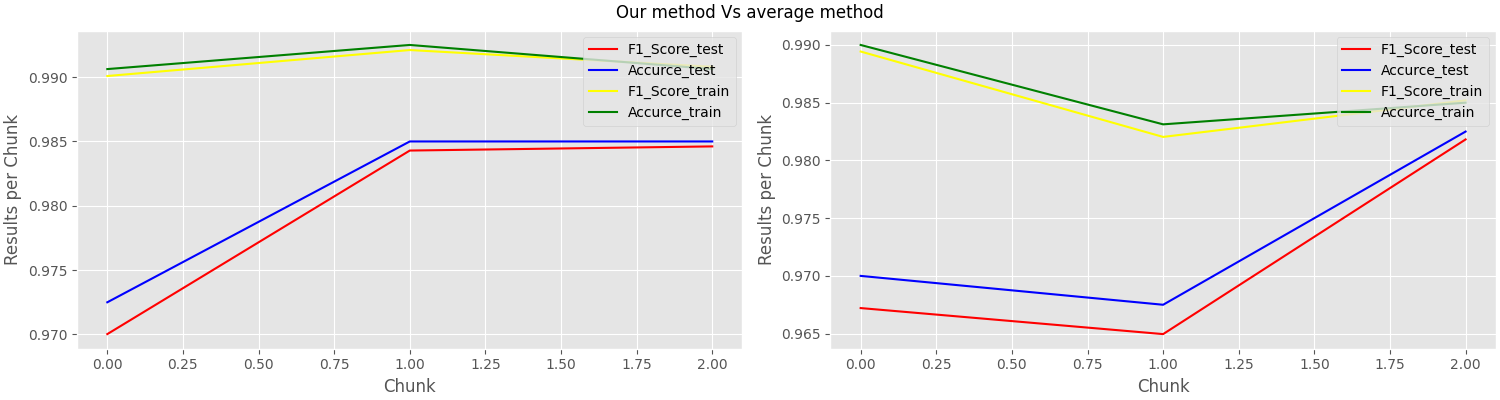 Our method Vs average method
F1_Score_test
Accurce_test
F1_Score_train
Accurce_train
0.990
0.985
0.980
0.975
0.970
Results per Chunk
0.00 0.25 0.50 0.75 1.00 1.25 1.50 1.75 2.00
Chunk
F1_Score_test
Accurce_test
F1_Score_train
Accurce_train
0.990
0.985
0.980
0.975
0.970
0.965
Results per Chunk
0.00 0.25 0.50 0.75 1.00 1.25 1.50 1.75 2.00
Chunk